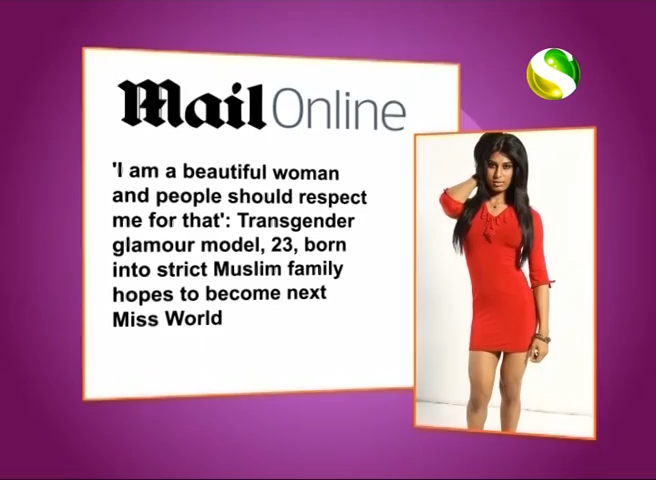 Mail Online
'I am a beautiful woman
and people should respect
me for that': Transgender
glamour model, 23, born
into strict Muslim family
hopes to become next
Miss World
S